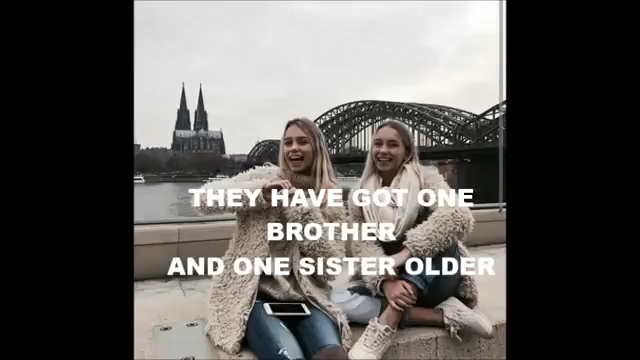 THEY HAVE GOT ONE
BROTHER
AND ONE SISTER OLDER